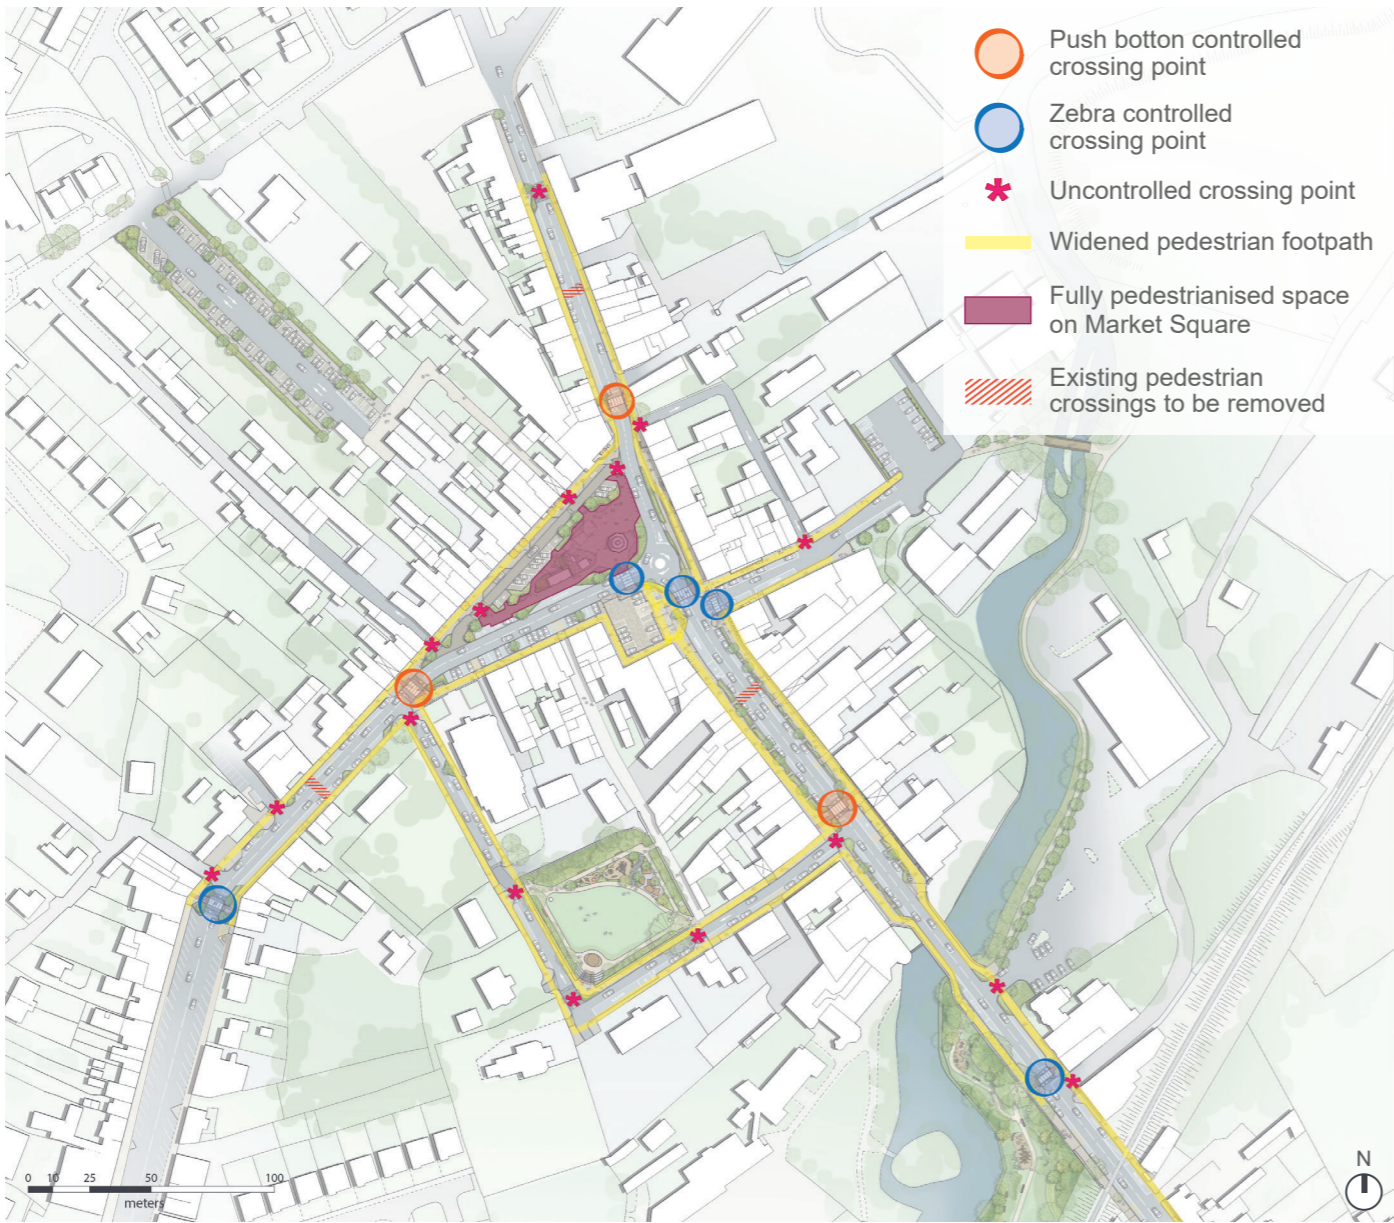 Push botton controlled
crossing point
Zebra controlled
crossing point
Uncontrolled crossing point
Widened pedestrian footpath
Fully pedestrianised space
on Market Square
Existing pedestrian
crossings to be removed
0 10 25 50 100
meters
N